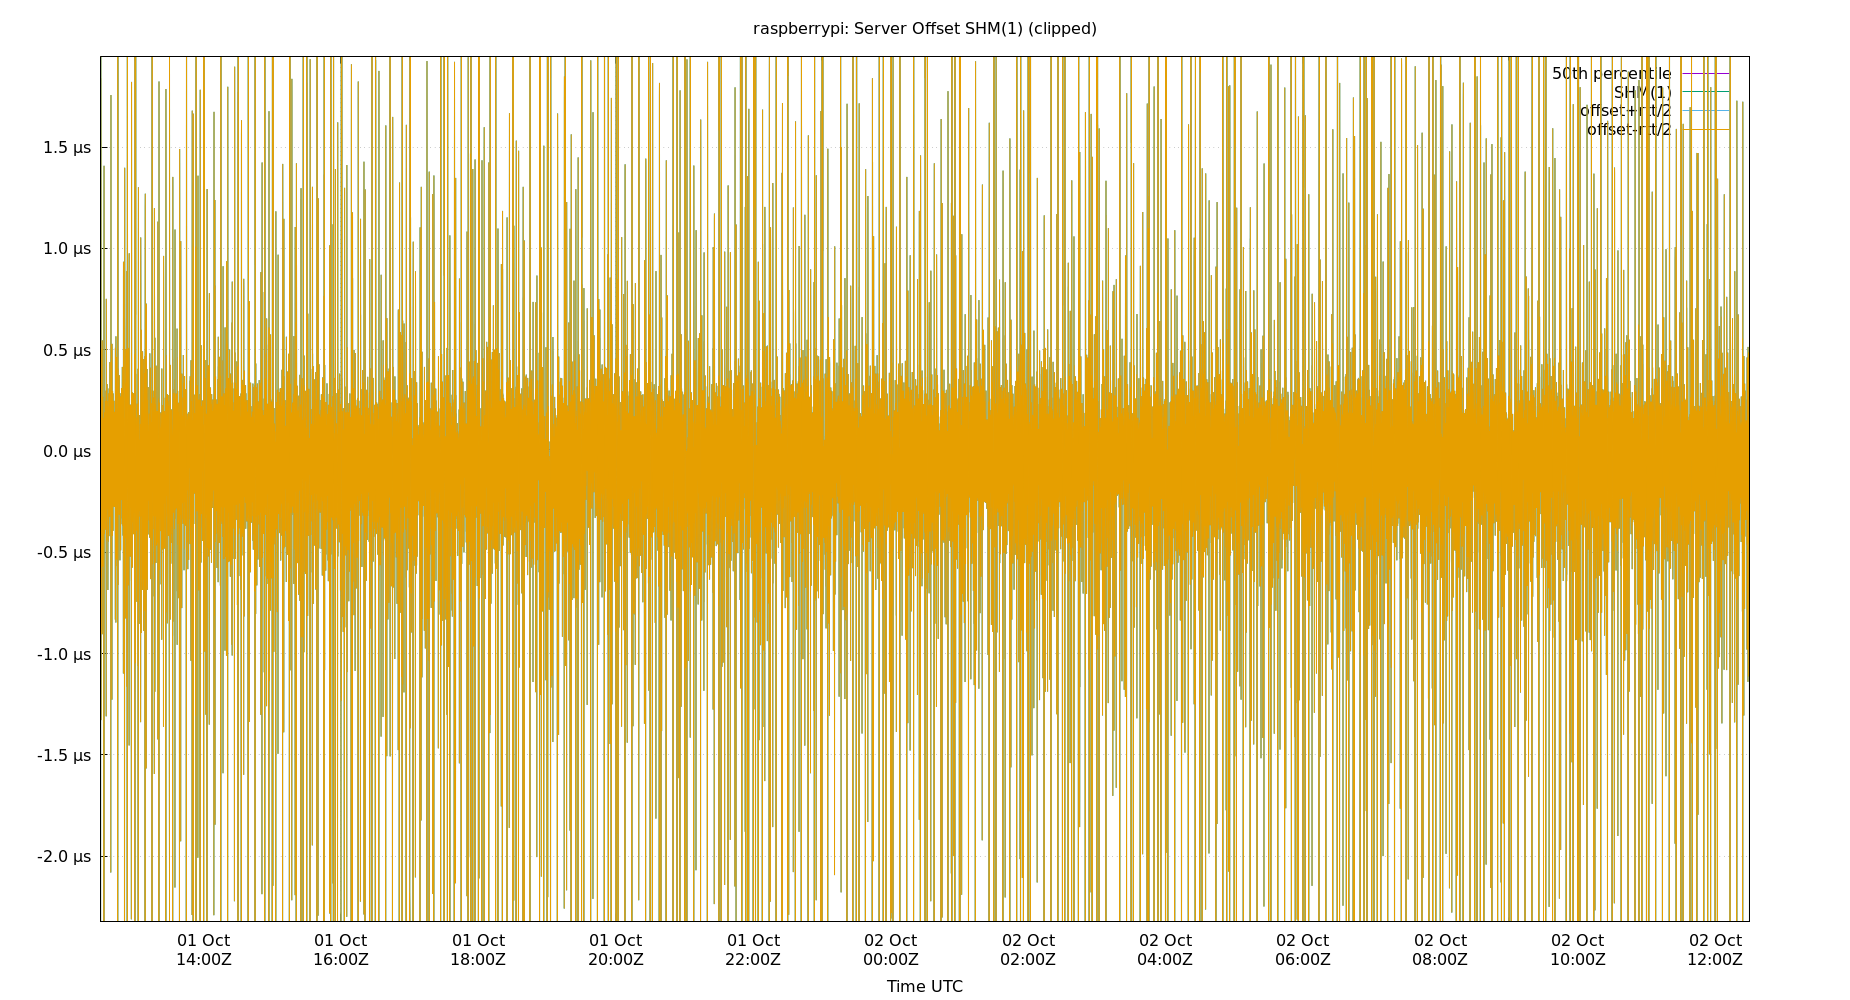 raspberrypi: Server Offset SHM(1) (clipped)
50th percentile
SHM(1)
offset+rtt/2
offset-rtt/2
1.5 µs
1.0 µs
0.5 µs
0.0 µs
-0.5 µs
-1.0 µs
-1.5 µs
-2.0 µs
01 Oct 01 Oct 01 Oct 01 Oct 01 Oct 02 Oct 02 Oct 02 Oct 02 Oct 02 Oct 02 Oct 02 Oct
14:00Z 16:00Z 18:00Z 20:00Z 22:00Z 00:00Z 02:00Z 04:00Z 06:00Z 08:00Z 10:00Z 12:00Z
Time UTC